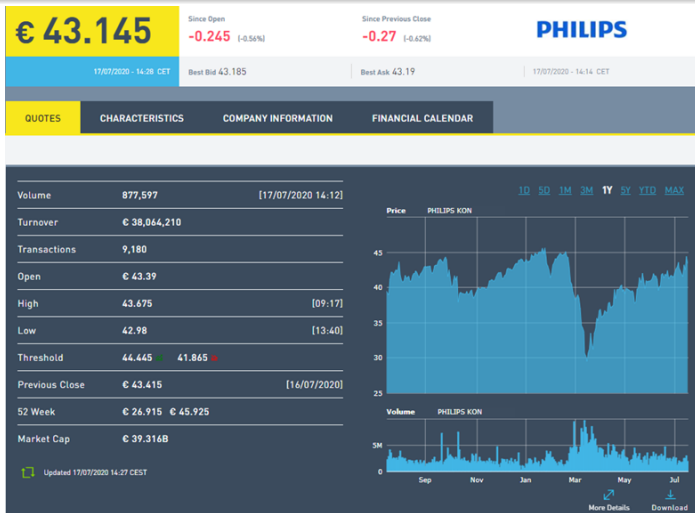 € 43.145
Since Open
-0.245 (-0.56%)
Since Previous Close
-0.27 (-0.62%)
PHILIPS
17/07/2020 - 14:28 CET
Best Bid 43.185
Best Ask 43.19
17/07/2020 - 14:14 CET
QUOTES CHARACTERISTICS COMPANY INFORMATION FINANCIAL CALENDAR
Volume 877,597 [17/07/2020 14:12]
Turnover € 38,064,210
Transactions 9,180
Open € 43.39
High 43.675 [09:17]
Low 42.98 [13:40]
Threshold 44.445 41.865
Previous Close € 43.415 [16/07/2020]
52 Week € 26.915 € 45.925
Market Cap € 39.316B
Updated 17/07/2020 14:27 CEST
1D 5D 1M 3M 1Y 5Y YTD MAX
Price PHILIPS KON
45
40
35
30
25
Volume PHILIPS KON
5M
0
Sep Nov Jan Mar May Jul
More Details Download